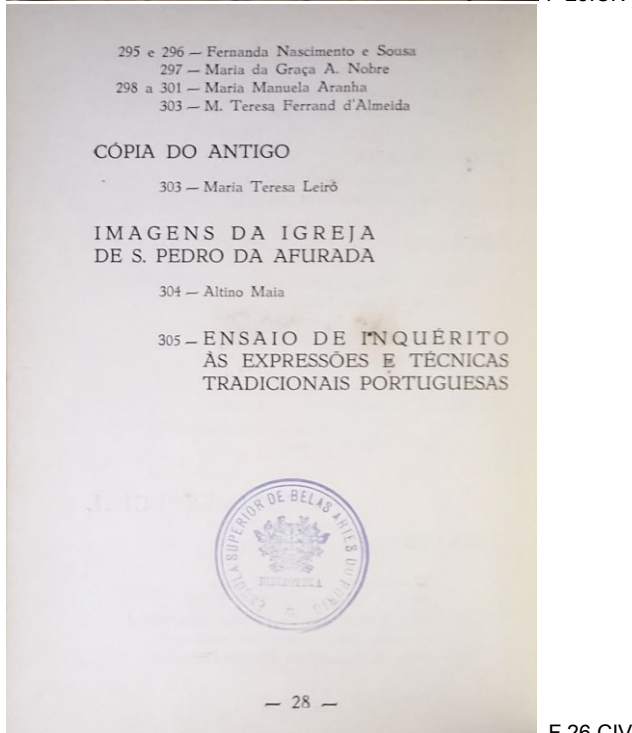 295 e 296 — Fernanda Nascimento e Sousa
297 — Maria da Graça A. Nobre
298 a 301 — Maria Manuela Aranha
303 — M. Teresa Ferrand d'Almeida
CÓPIA DO ANTIGO
303 — Maria Teresa Leiró
IMAGENS DA IGREJA
DE S. PEDRO DA AFURADA
304 — Altino Maia
305 — ENSAIO DE INQUÉRITO
ÀS EXPRESSÕES E TÉCNICAS
TRADICIONAIS PORTUGUESAS
ESCOLA SUPERIOR DE BELAS ARTES DO PORTO
BIBLIOTECA
— 28 —
F 26 CIV